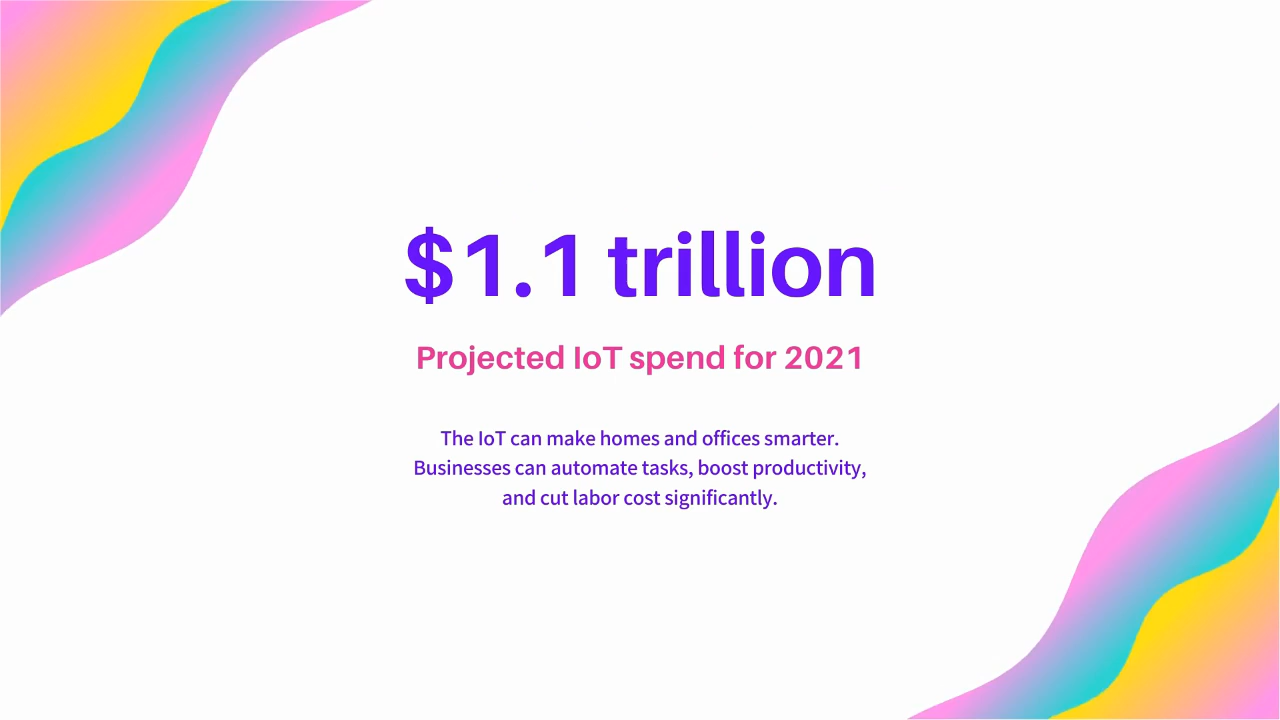 $1.1 trillion
Projected IoT spend for 2021
The IoT can make homes and offices smarter.
Businesses can automate tasks, boost productivity,
and cut labor cost significantly.